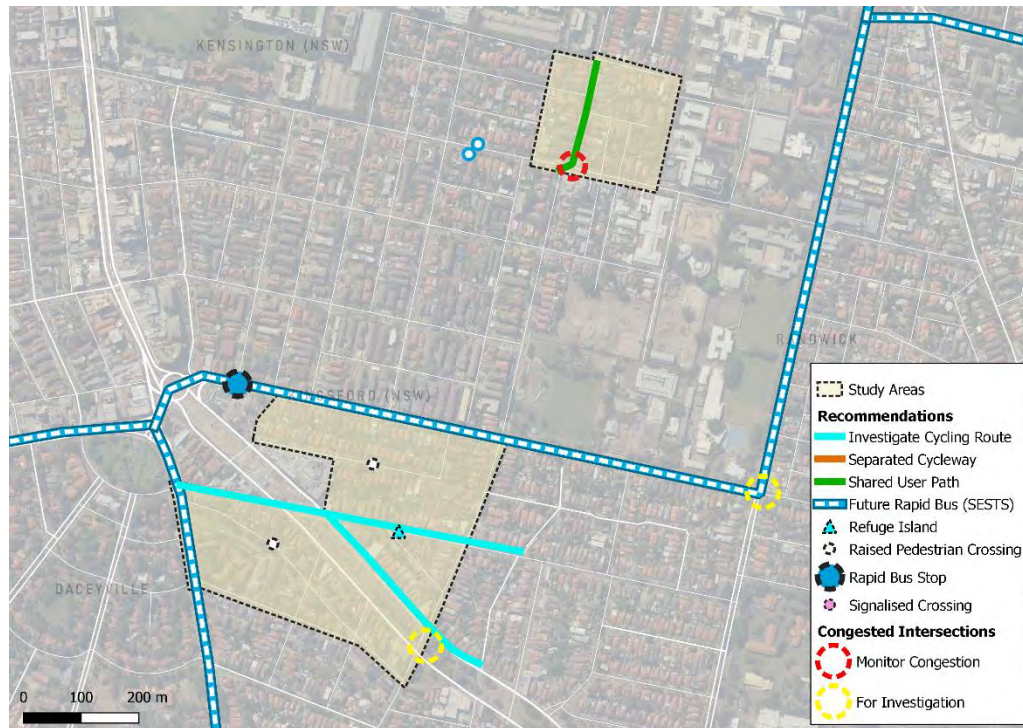 KENSINGTON (NSW)
RANDWICK
KINGSFORD (NSW)
DACEYVILLE
Study Areas
Recommendations
Investigate Cycling Route
Separated Cycleway
Shared User Path
Future Rapid Bus (SESTS)
Refuge Island
Raised Pedestrian Crossing
Rapid Bus Stop
Signalised Crossing
Congested Intersections
Monitor Congestion
For Investigation
0 100 200 m